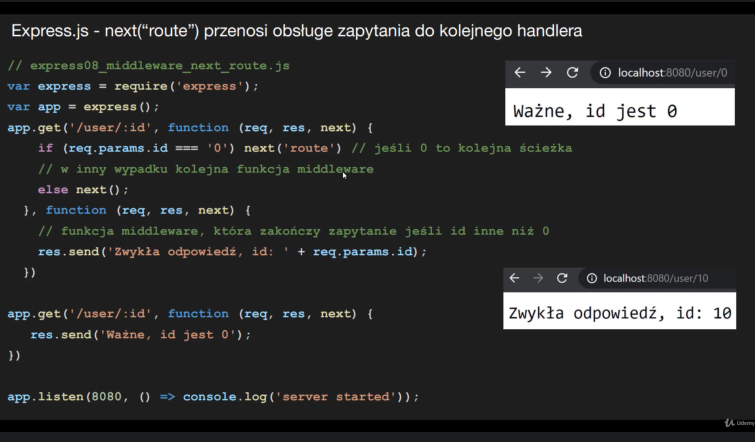 Express.js - next(“route”) przenosi obsługe zapytania do kolejnego handlera
// express08_middleware_next_route.js
var express = require('express');
var app = express();
app.get('/user/:id', function (req, res, next) {
if (req.params.id === '0') next('route') // jeśli 0 to kolejna ścieżka
// w inny wypadku kolejna funkcja middleware
else next();
}, function (req, res, next) {
// funkcja middleware, która zakończy zapytanie jeśli id inne niż 0
res.send('Zwykła odpowiedź, id: ' + req.params.id);
})
app.get('/user/:id', function (req, res, next) {
res.send('Ważne, id jest 0');
})
app.listen(8080, () => console.log('server started'));
localhost:8080/user/0
Ważne, id jest 0
localhost:8080/user/10
Zwykła odpowiedź, id: 10